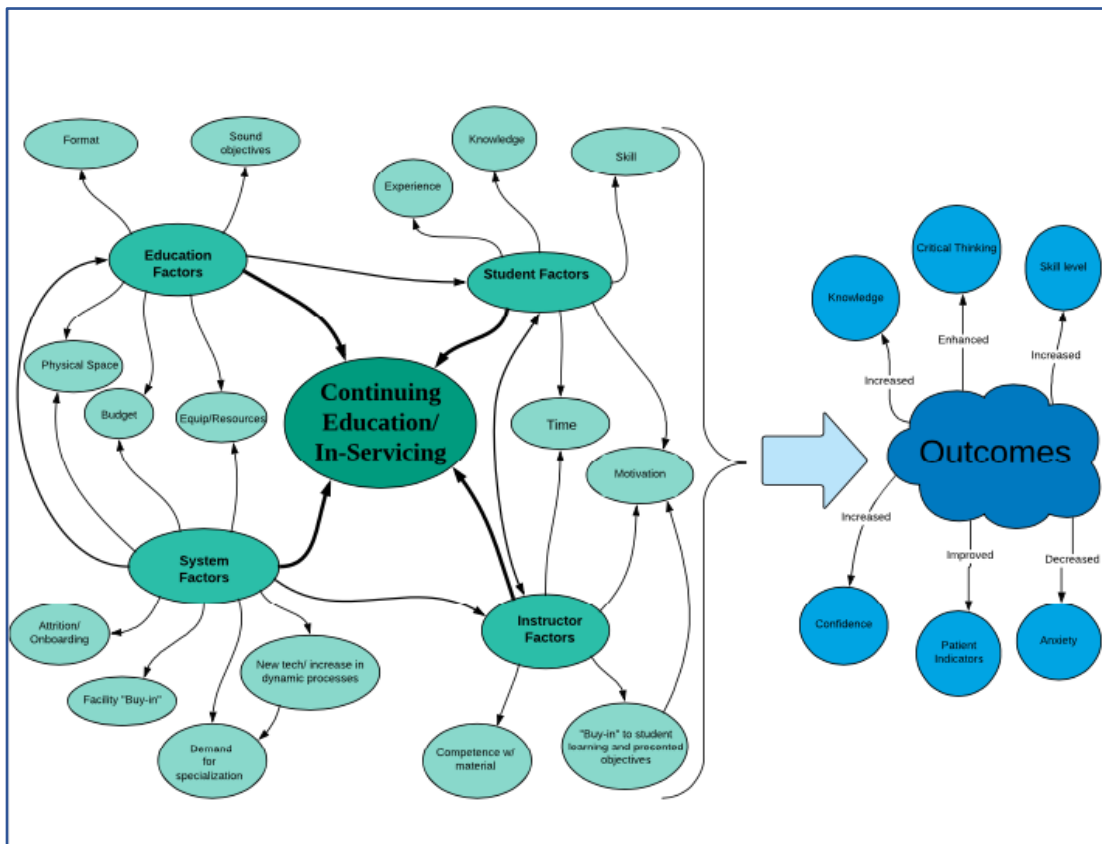 Format
Sound
objectives
Knowledge
Skill
Experience
Education
Factors
Student Factors
Physical Space
Budget
Equip/Resources
Continuing
Education/
In-Servicing
Time
Motivation
System
Factors
Instructor
Factors
Attrition/
Onboarding
New tech/ increase in
dynamic processes
Facility "Buy-in"
Demand
for
specialization
Competence w/
material
"Buy-in" to student
learning and presented
objectives
Critical Thinking
Skill level
Knowledge
Enhanced
Increased
Increased
Outcomes
Increased
Improved
Decreased
Confidence
Patient
Indicators
Anxiety